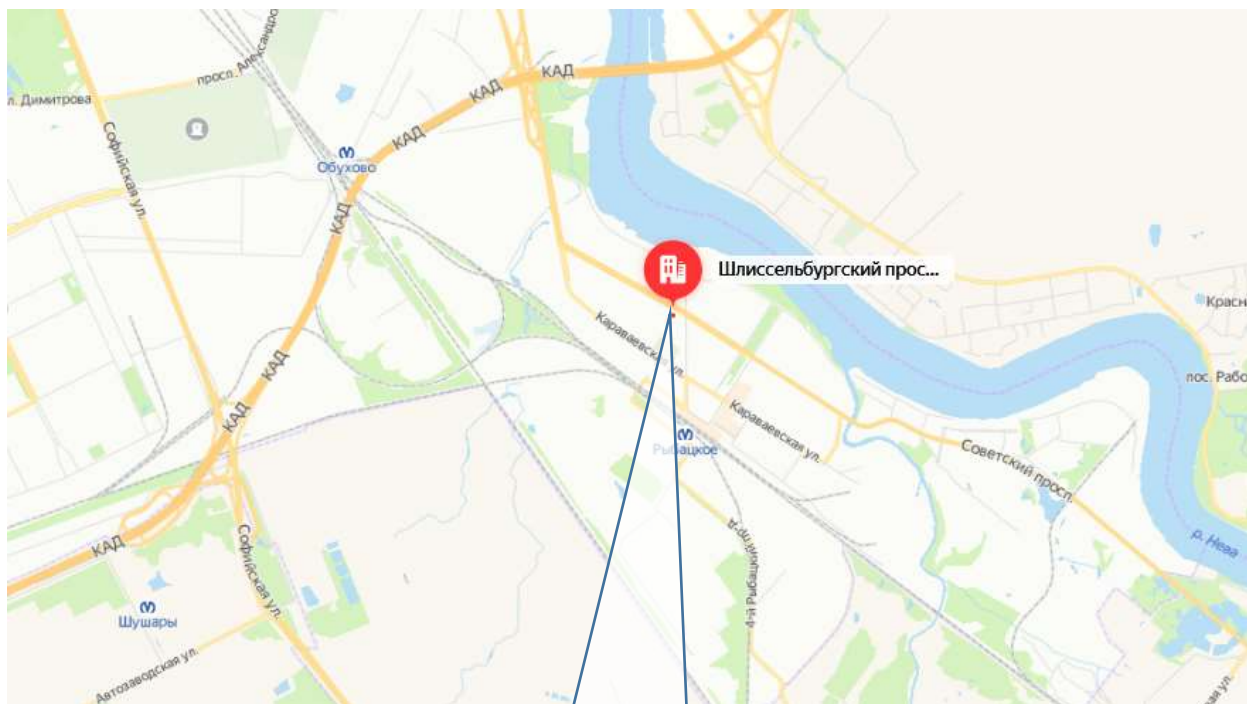 просп. Александро
КАД
КАД
л. Димитрова
КАД
Софийская ул.
Обухово
КАД
Шлиссельбургский прос...
Красн
Караваевская ул.
КАД
пос. Рабо
КАД
Караваевская ул.
Рыбацкое
Советский просп.
р. Нева
КАД
Софийская ул.
4-й Рыбацкий пр-д
Шушары
Автозаводская ул.
ул.